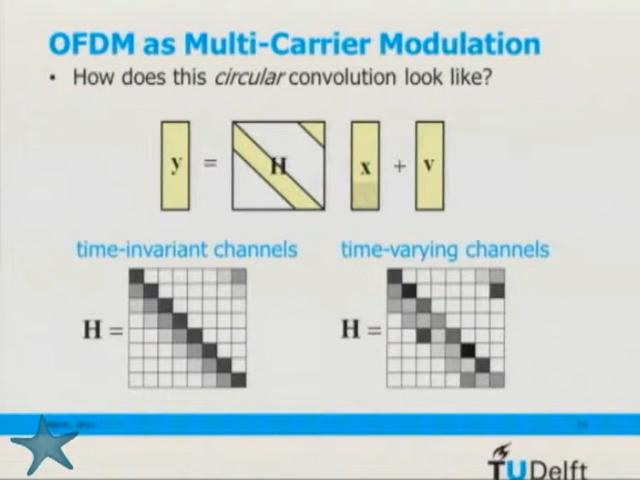 OFDM as Multi-Carrier Modulation
• How does this circular convolution look like?
y = H x + v
time-invariant channels
time-varying channels
H =
H =
TUDelft